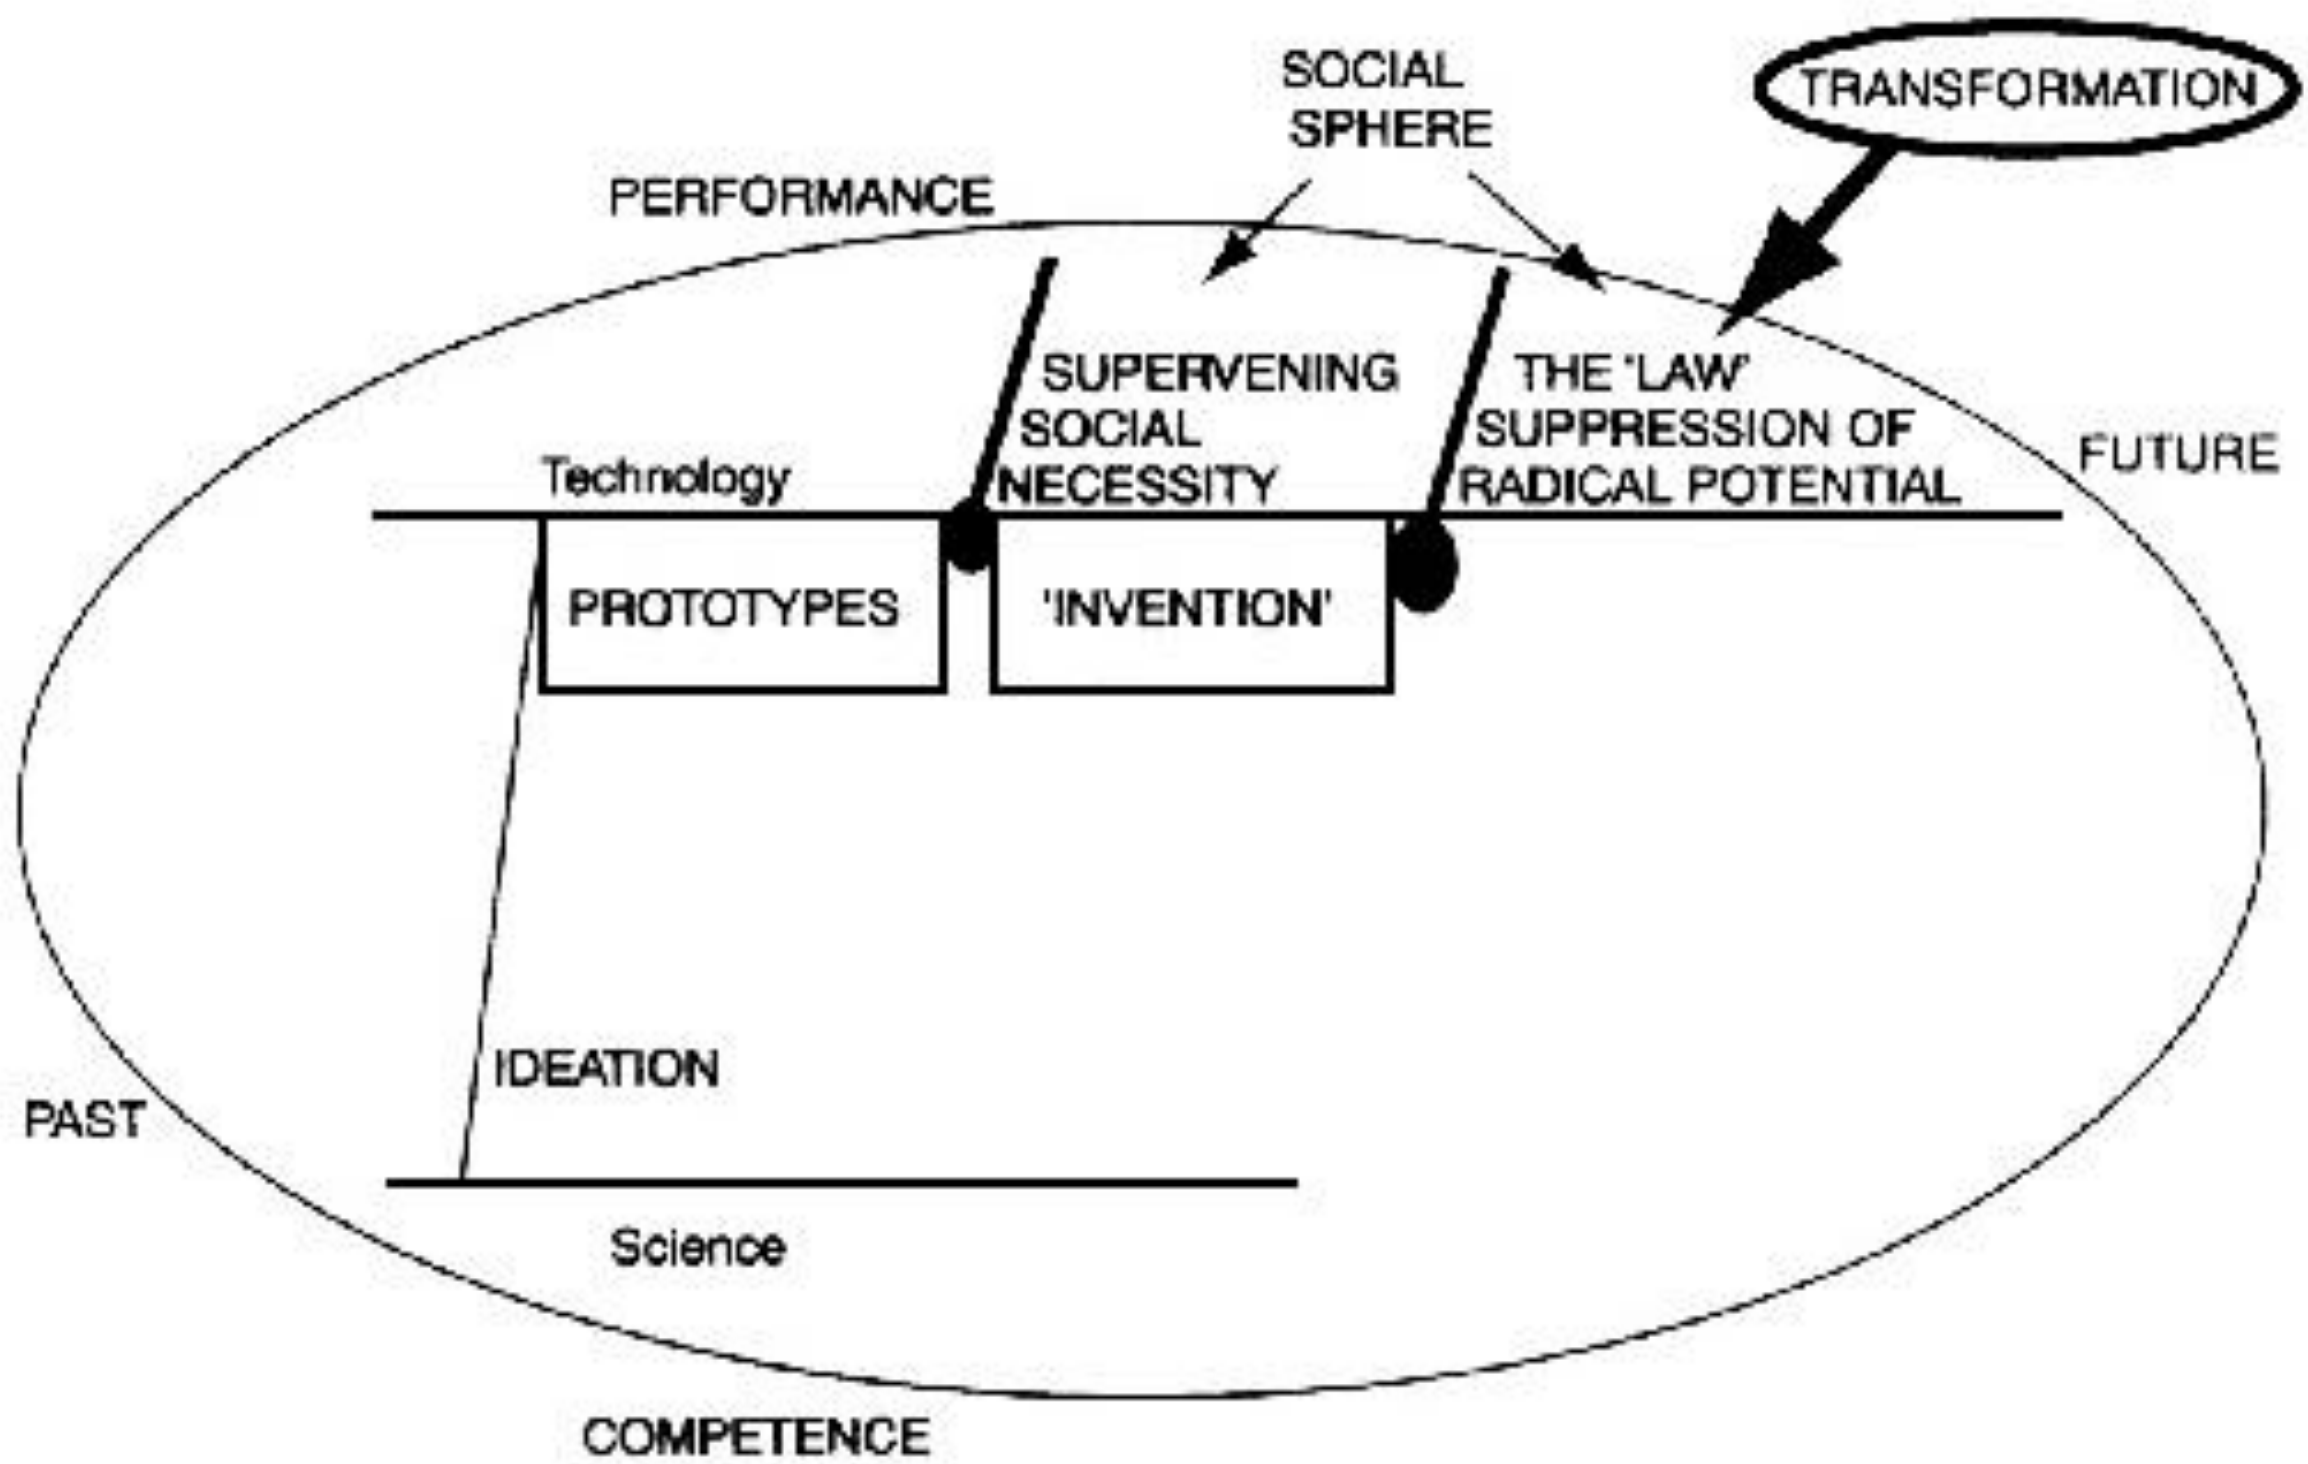 SOCIAL
SPHERE
TRANSFORMATION
PERFORMANCE
SUPERVENING
SOCIAL
NECESSITY
THE 'LAW'
SUPPRESSION OF
RADICAL POTENTIAL
FUTURE
Technology
PROTOTYPES
'INVENTION'
IDEATION
PAST
Science
COMPETENCE